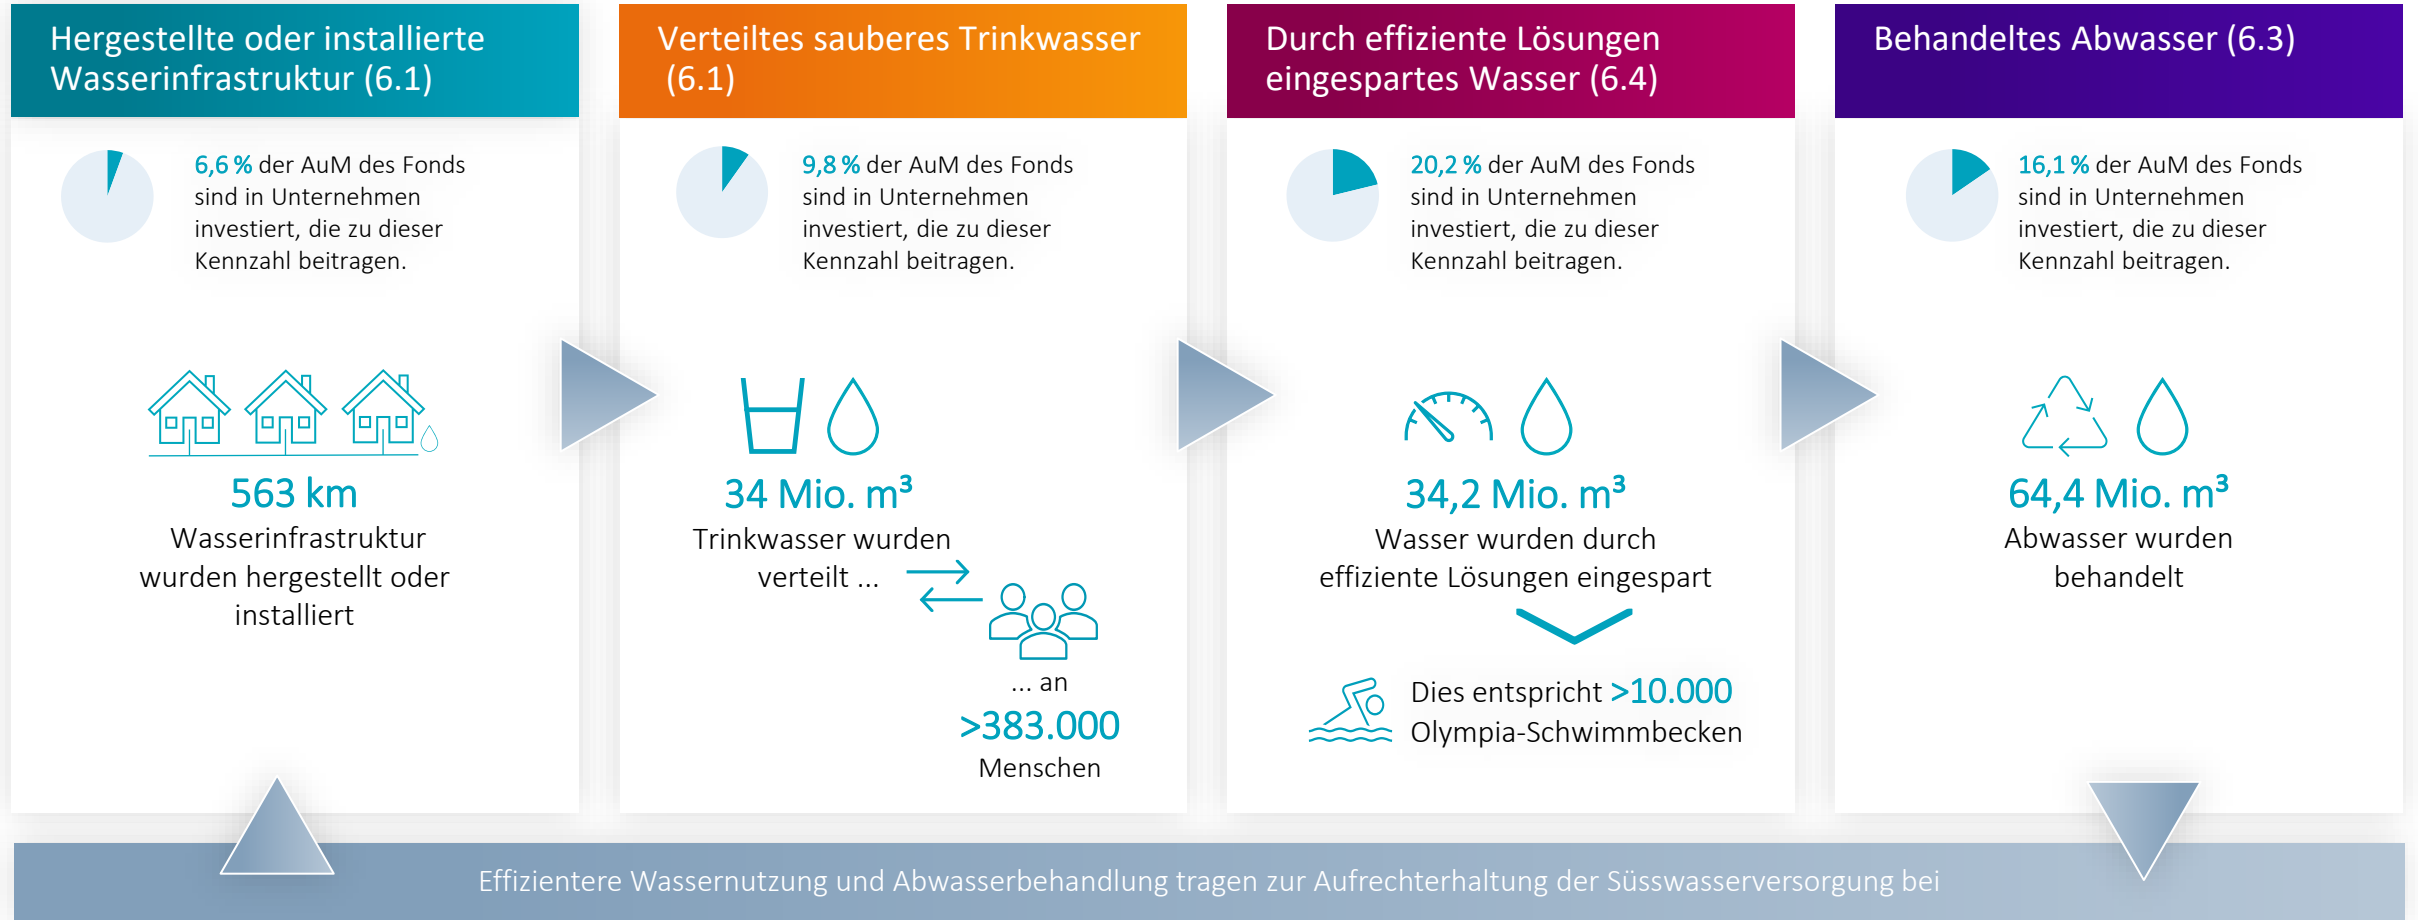 Hergestellte oder installierte
Wasserinfrastruktur (6.1)
6,6 % der AuM des Fonds
sind in Unternehmen
investiert, die zu dieser
Kennzahl beitragen.
563 km
Wasserinfrastruktur
wurden hergestellt oder
installiert
Verteiltes sauberes Trinkwasser
(6.1)
9,8 % der AuM des Fonds
sind in Unternehmen
investiert, die zu dieser
Kennzahl beitragen.
34 Mio. m³
Trinkwasser wurden
verteilt ...
... an
>383.000
Menschen
Durch effiziente Lösungen
eingespartes Wasser (6.4)
20,2 % der AuM des Fonds
sind in Unternehmen
investiert, die zu dieser
Kennzahl beitragen.
34,2 Mio. m³
Wasser wurden durch
effiziente Lösungen eingespart
Dies entspricht >10.000
Olympia-Schwimmbecken
Behandeltes Abwasser (6.3)
16,1 % der AuM des Fonds
sind in Unternehmen
investiert, die zu dieser
Kennzahl beitragen.
64,4 Mio. m³
Abwasser wurden
behandelt
Effizientere Wassernutzung und Abwasserbehandlung tragen zur Aufrechterhaltung der Süsswasserversorgung bei